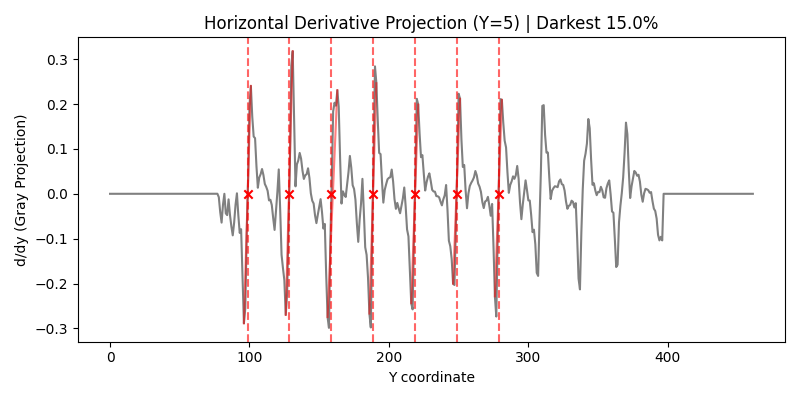 Horizontal Derivative Projection (Y=5) | Darkest 15.0%
d/dy (Gray Projection)
0.3
0.2
0.1
0.0
−0.1
−0.2
−0.3
0 100 200 300 400
Y coordinate